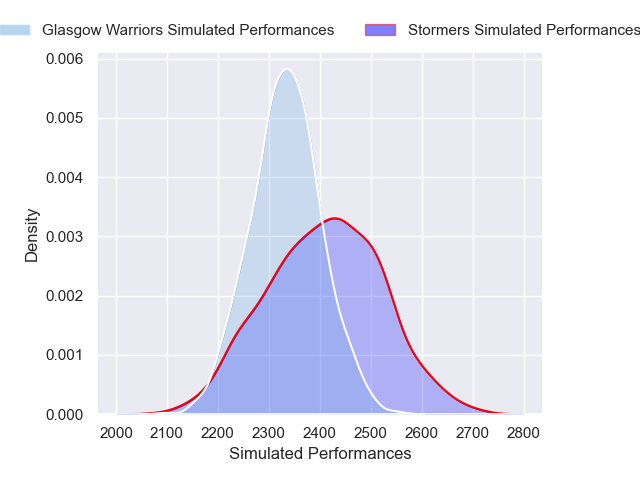 Glasgow Warriors Simulated Performances Stormers Simulated Performances
0.006
0.005
0.004
0.003
0.002
0.001
0.000
Density
2000 2100 2200 2300 2400 2500 2600 2700 2800
Simulated Performances